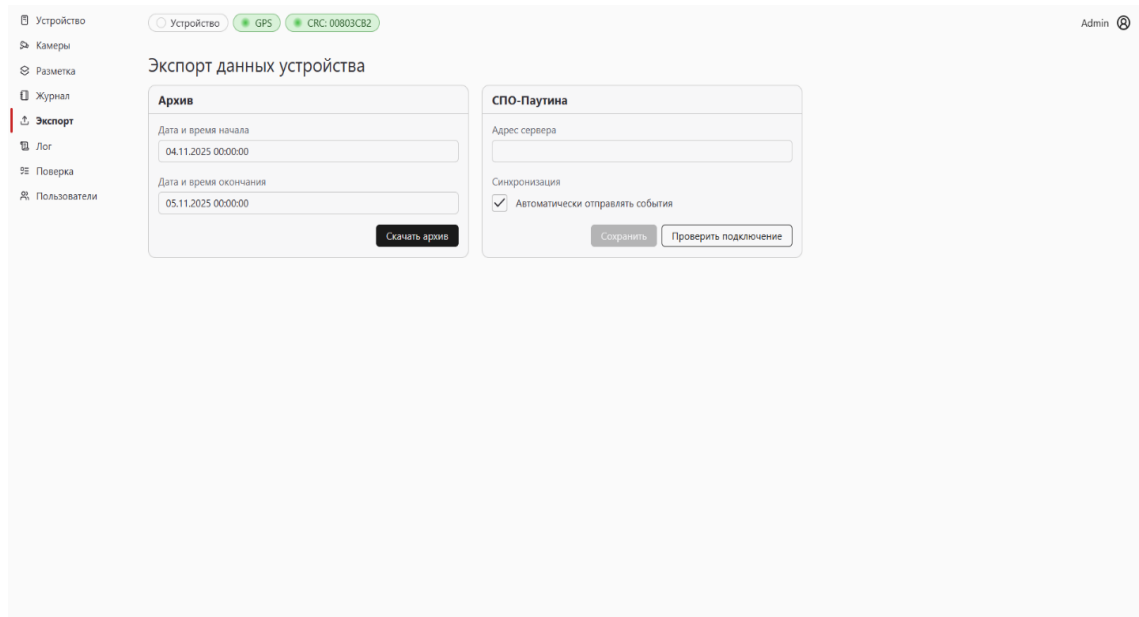 Устройство
Камеры
Разметка
Журнал
Экспорт
Лог
Поверка
Пользователи
Устройство GPS CRC: 00803CB2
Admin
Экспорт данных устройства
Архив
Дата и время начала
04.11.2025 00:00:00
Дата и время окончания
05.11.2025 00:00:00
Скачать архив
СПО-Паутина
Адрес сервера
Синхронизация
Автоматически отправлять события
Сохранить Проверить подключение